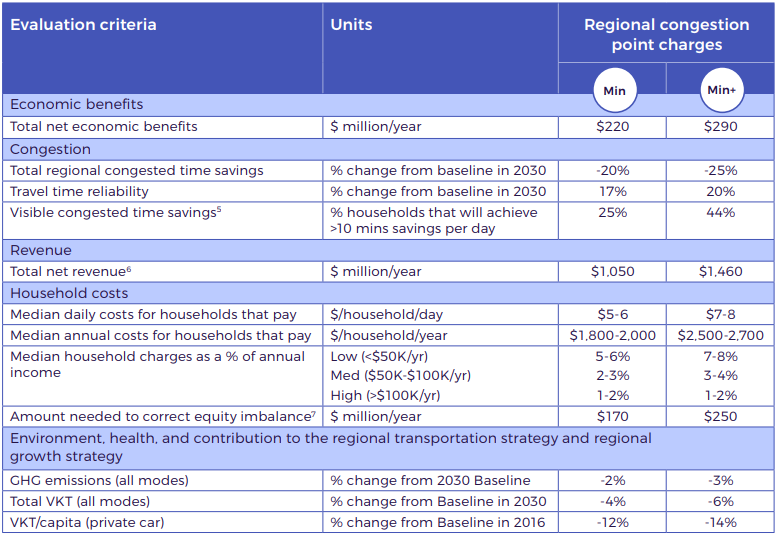 Evaluation criteria Units Regional congestion
point charges
Min Min+
Economic benefits
Total net economic benefits $ million/year $220 $290
Congestion
Total regional congested time savings % change from baseline in 2030 -20% -25%
Travel time reliability % change from baseline in 2030 17% 20%
Visible congested time savings⁵ % households that will achieve 25% 44%
>10 mins savings per day
Revenue
Total net revenue⁶ $ million/year $1,050 $1,460
Household costs
Median daily costs for households that pay $/household/day $5-6 $7-8
Median annual costs for households that pay $/household/year $1,800-2,000 $2,500-2,700
Median household charges as a % of annual Low (<$50K/yr) 5-6% 7-8%
income Med ($50K-$100K/yr) 2-3% 3-4%
High (>$100K/yr) 1-2% 1-2%
Amount needed to correct equity imbalance⁷ $ million/year $170 $250
Environment, health, and contribution to the regional transportation strategy and regional
growth strategy
GHG emissions (all modes) % change from 2030 Baseline -2% -3%
Total VKT (all modes) % change from Baseline in 2030 -4% -6%
VKT/capita (private car) % change from Baseline in 2016 -12% -14%